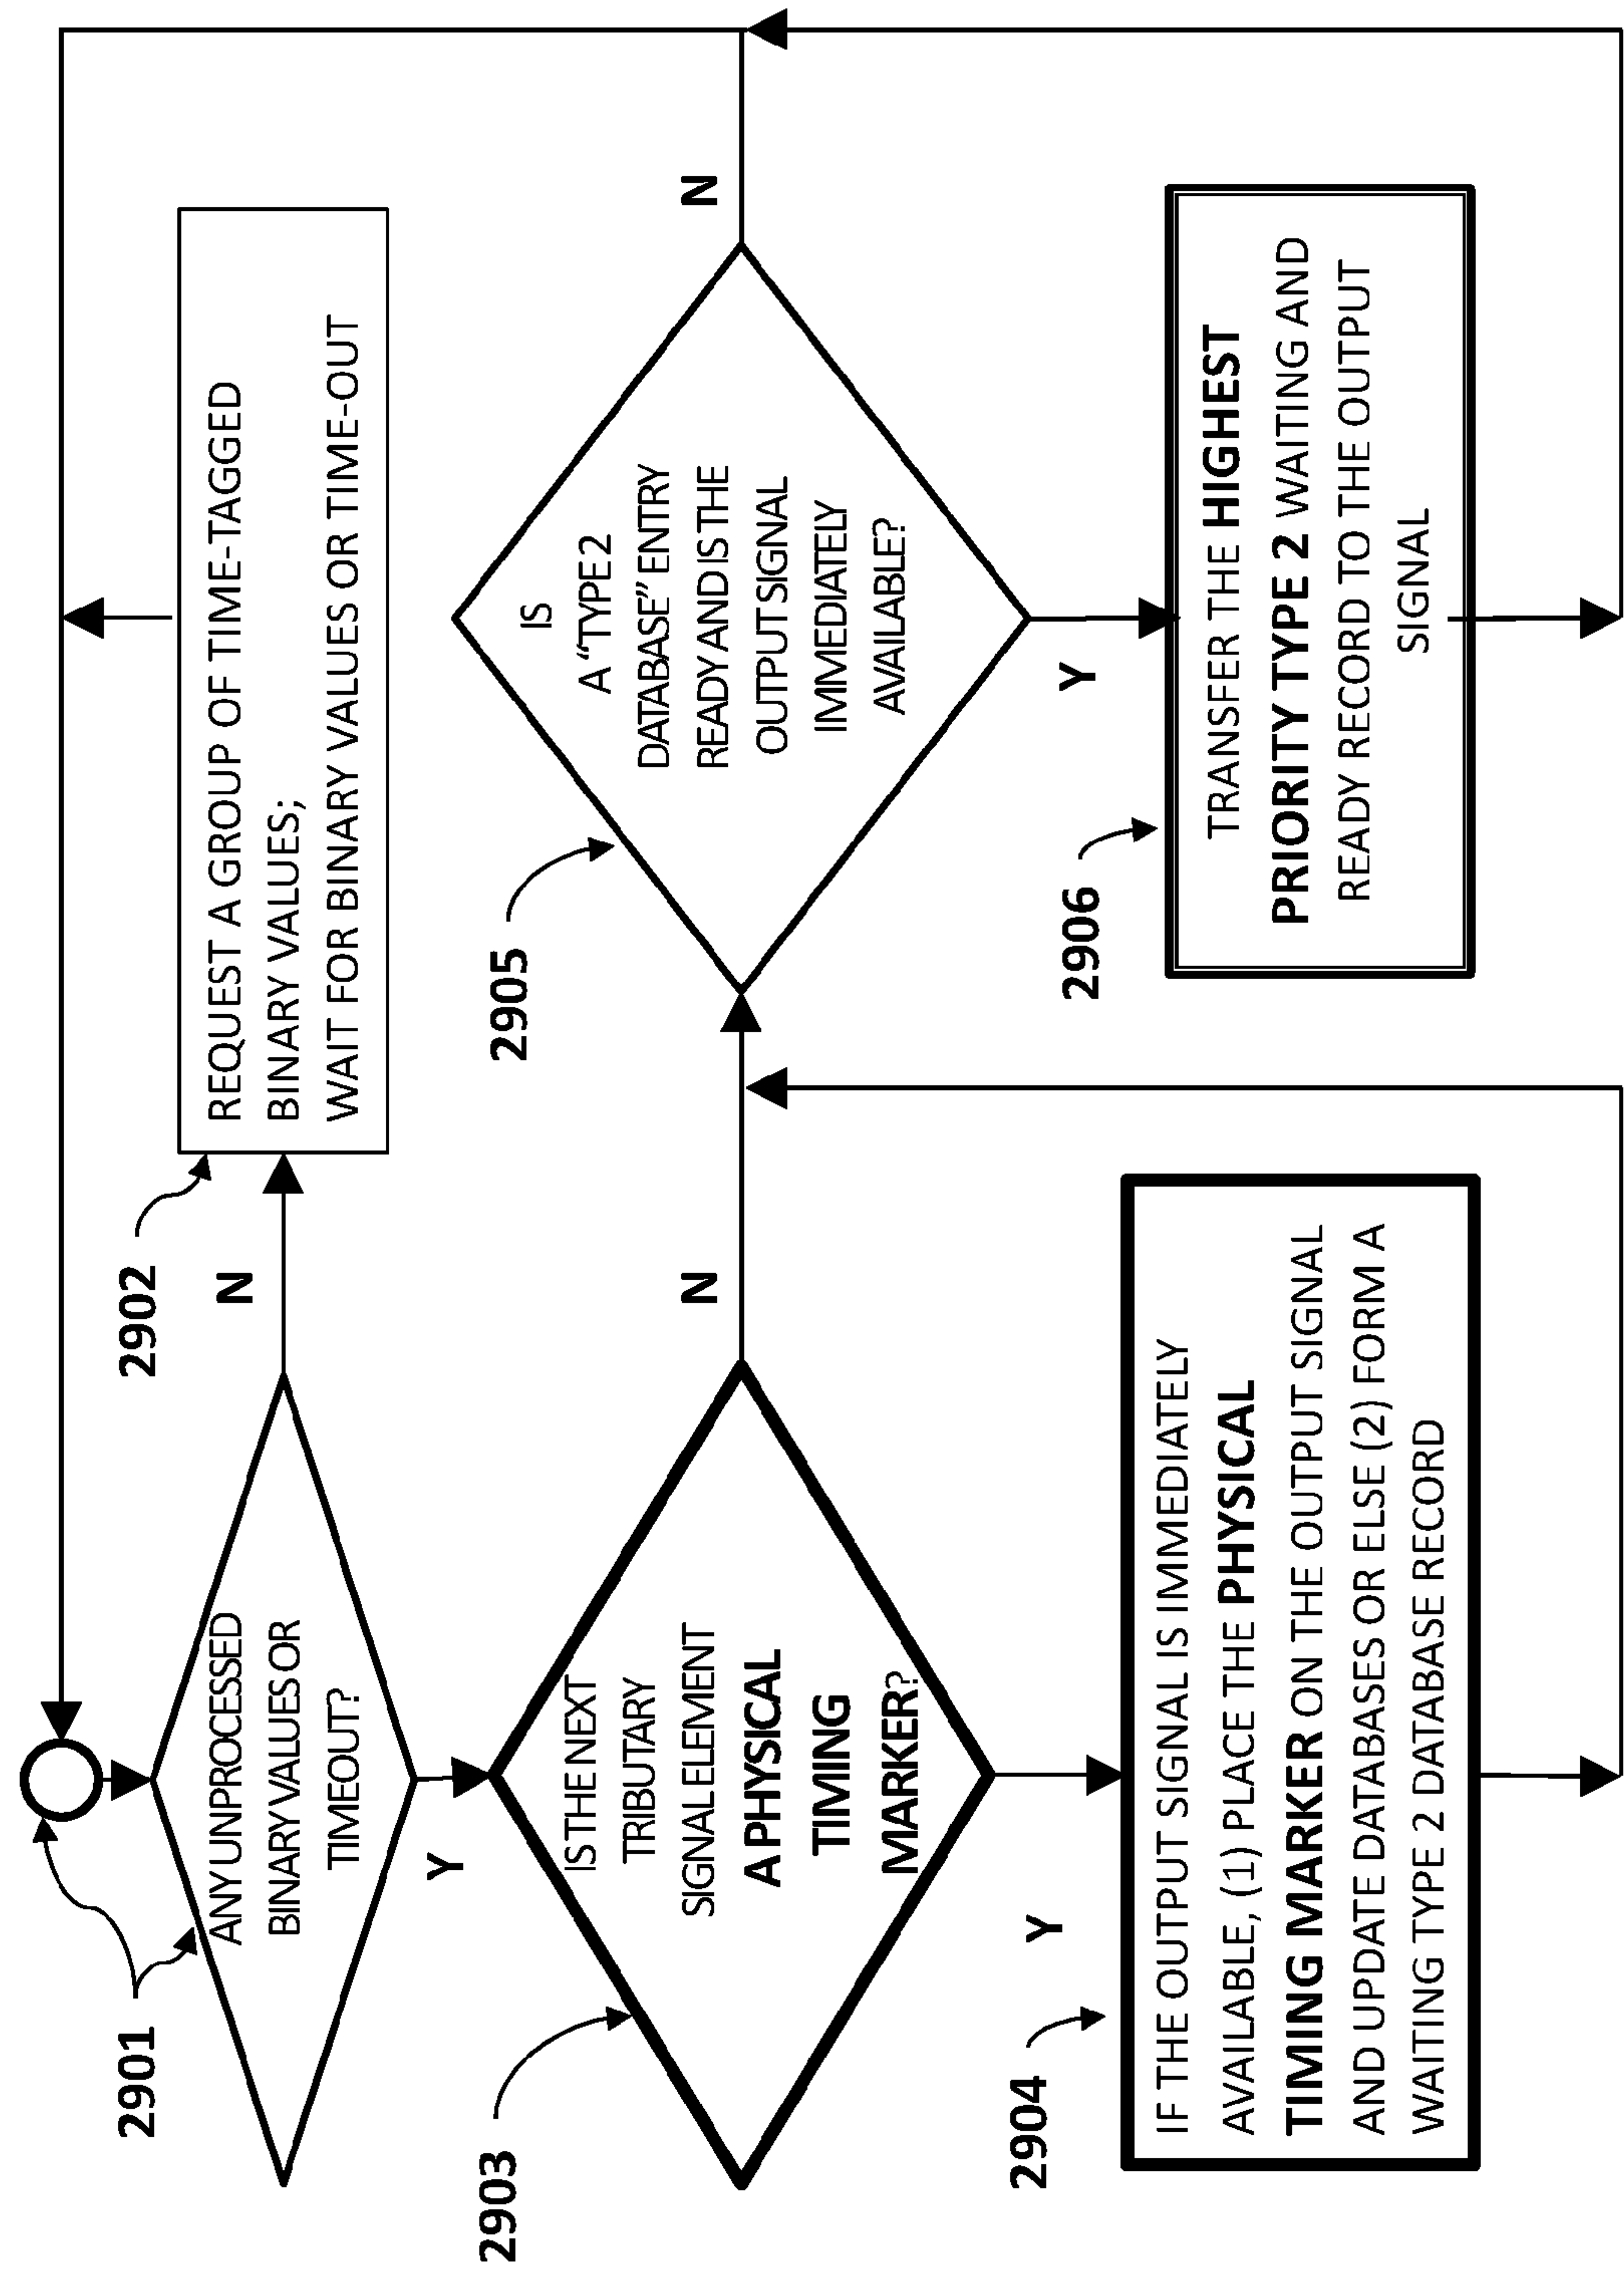 2901
ANY UNPROCESSED
BINARY VALUES OR
TIMEOUT?
N
Y
2902
REQUEST A GROUP OF TIME-TAGGED
BINARY VALUES;
WAIT FOR BINARY VALUES OR TIME-OUT
2903
IS THE NEXT
TRIBUTARY
SIGNAL ELEMENT
A PHYSICAL
TIMING
MARKER?
N
Y
2904
IF THE OUTPUT SIGNAL IS IMMEDIATELY
AVAILABLE, (1) PLACE THE PHYSICAL
TIMING MARKER ON THE OUTPUT SIGNAL
AND UPDATE DATABASES OR ELSE (2) FORM A
WAITING TYPE 2 DATABASE RECORD
2905
IS
A “TYPE 2
DATABASE” ENTRY
READY AND IS THE
OUTPUT SIGNAL
IMMEDIATELY
AVAILABLE?
N
Y
2906
TRANSFER THE HIGHEST
PRIORITY TYPE 2 WAITING AND
READY RECORD TO THE OUTPUT
SIGNAL